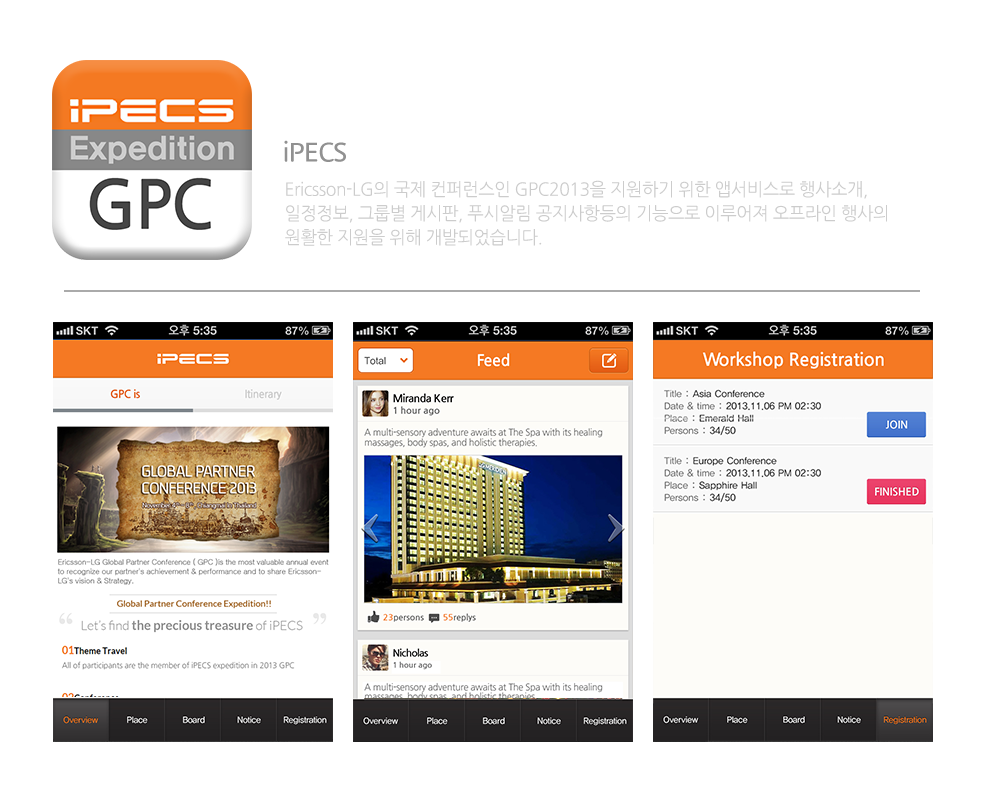 iPECS
Expedition
GPC
iPECS
Ericsson-LG의 국제 컨퍼런스인 GPC2013을 지원하기 위한 앱서비스로 행사소개,
일정정보, 그룹별 게시판, 푸시알림 공지사항등의 기능으로 이루어져 오프라인 행사의
원활한 지원을 위해 개발되었습니다.
SKT 오후 5:35 87%
iPECS
GPC is Itinerary
GLOBAL PARTNER
CONFERENCE 2013
Chiangmai in Thailand
Ericsson-LG Global Partner Conference ( GPC )is the most valuable annual event
to recognize our partner's achievement & performance and to share Ericsson-
LG's vision & Strategy.
Global Partner Conference Expedition!!
“ Let's find the precious treasure of iPECS ”
01Theme Travel
All of participants are the member of iPECS expedition in 2013 GPC
02Conference
Overview Place Board Notice Registration
SKT 오후 5:35 87%
Total Feed
Miranda Kerr
1 hour ago
A multi-sensory adventure awaits at The Spa with its healing
massages, body spas, and holistic therapies.
23persons 55replys
Nicholas
1 hour ago
A multi-sensory adventure awaits at The Spa with its healing
massages, body spas, and holistic therapies.
Overview Place Board Notice Registration
SKT 오후 5:35 87%
Workshop Registration
Title : Asia Conference
Date & time : 2013,11,06 PM 02:30
Place : Emerald Hall
Persons : 34/50
JOIN
Title : Europe Conference
Date & time : 2013,11,06 PM 02:30
Place : Sapphire Hall
Persons : 34/50
FINISHED
Overview Place Board Notice Registration